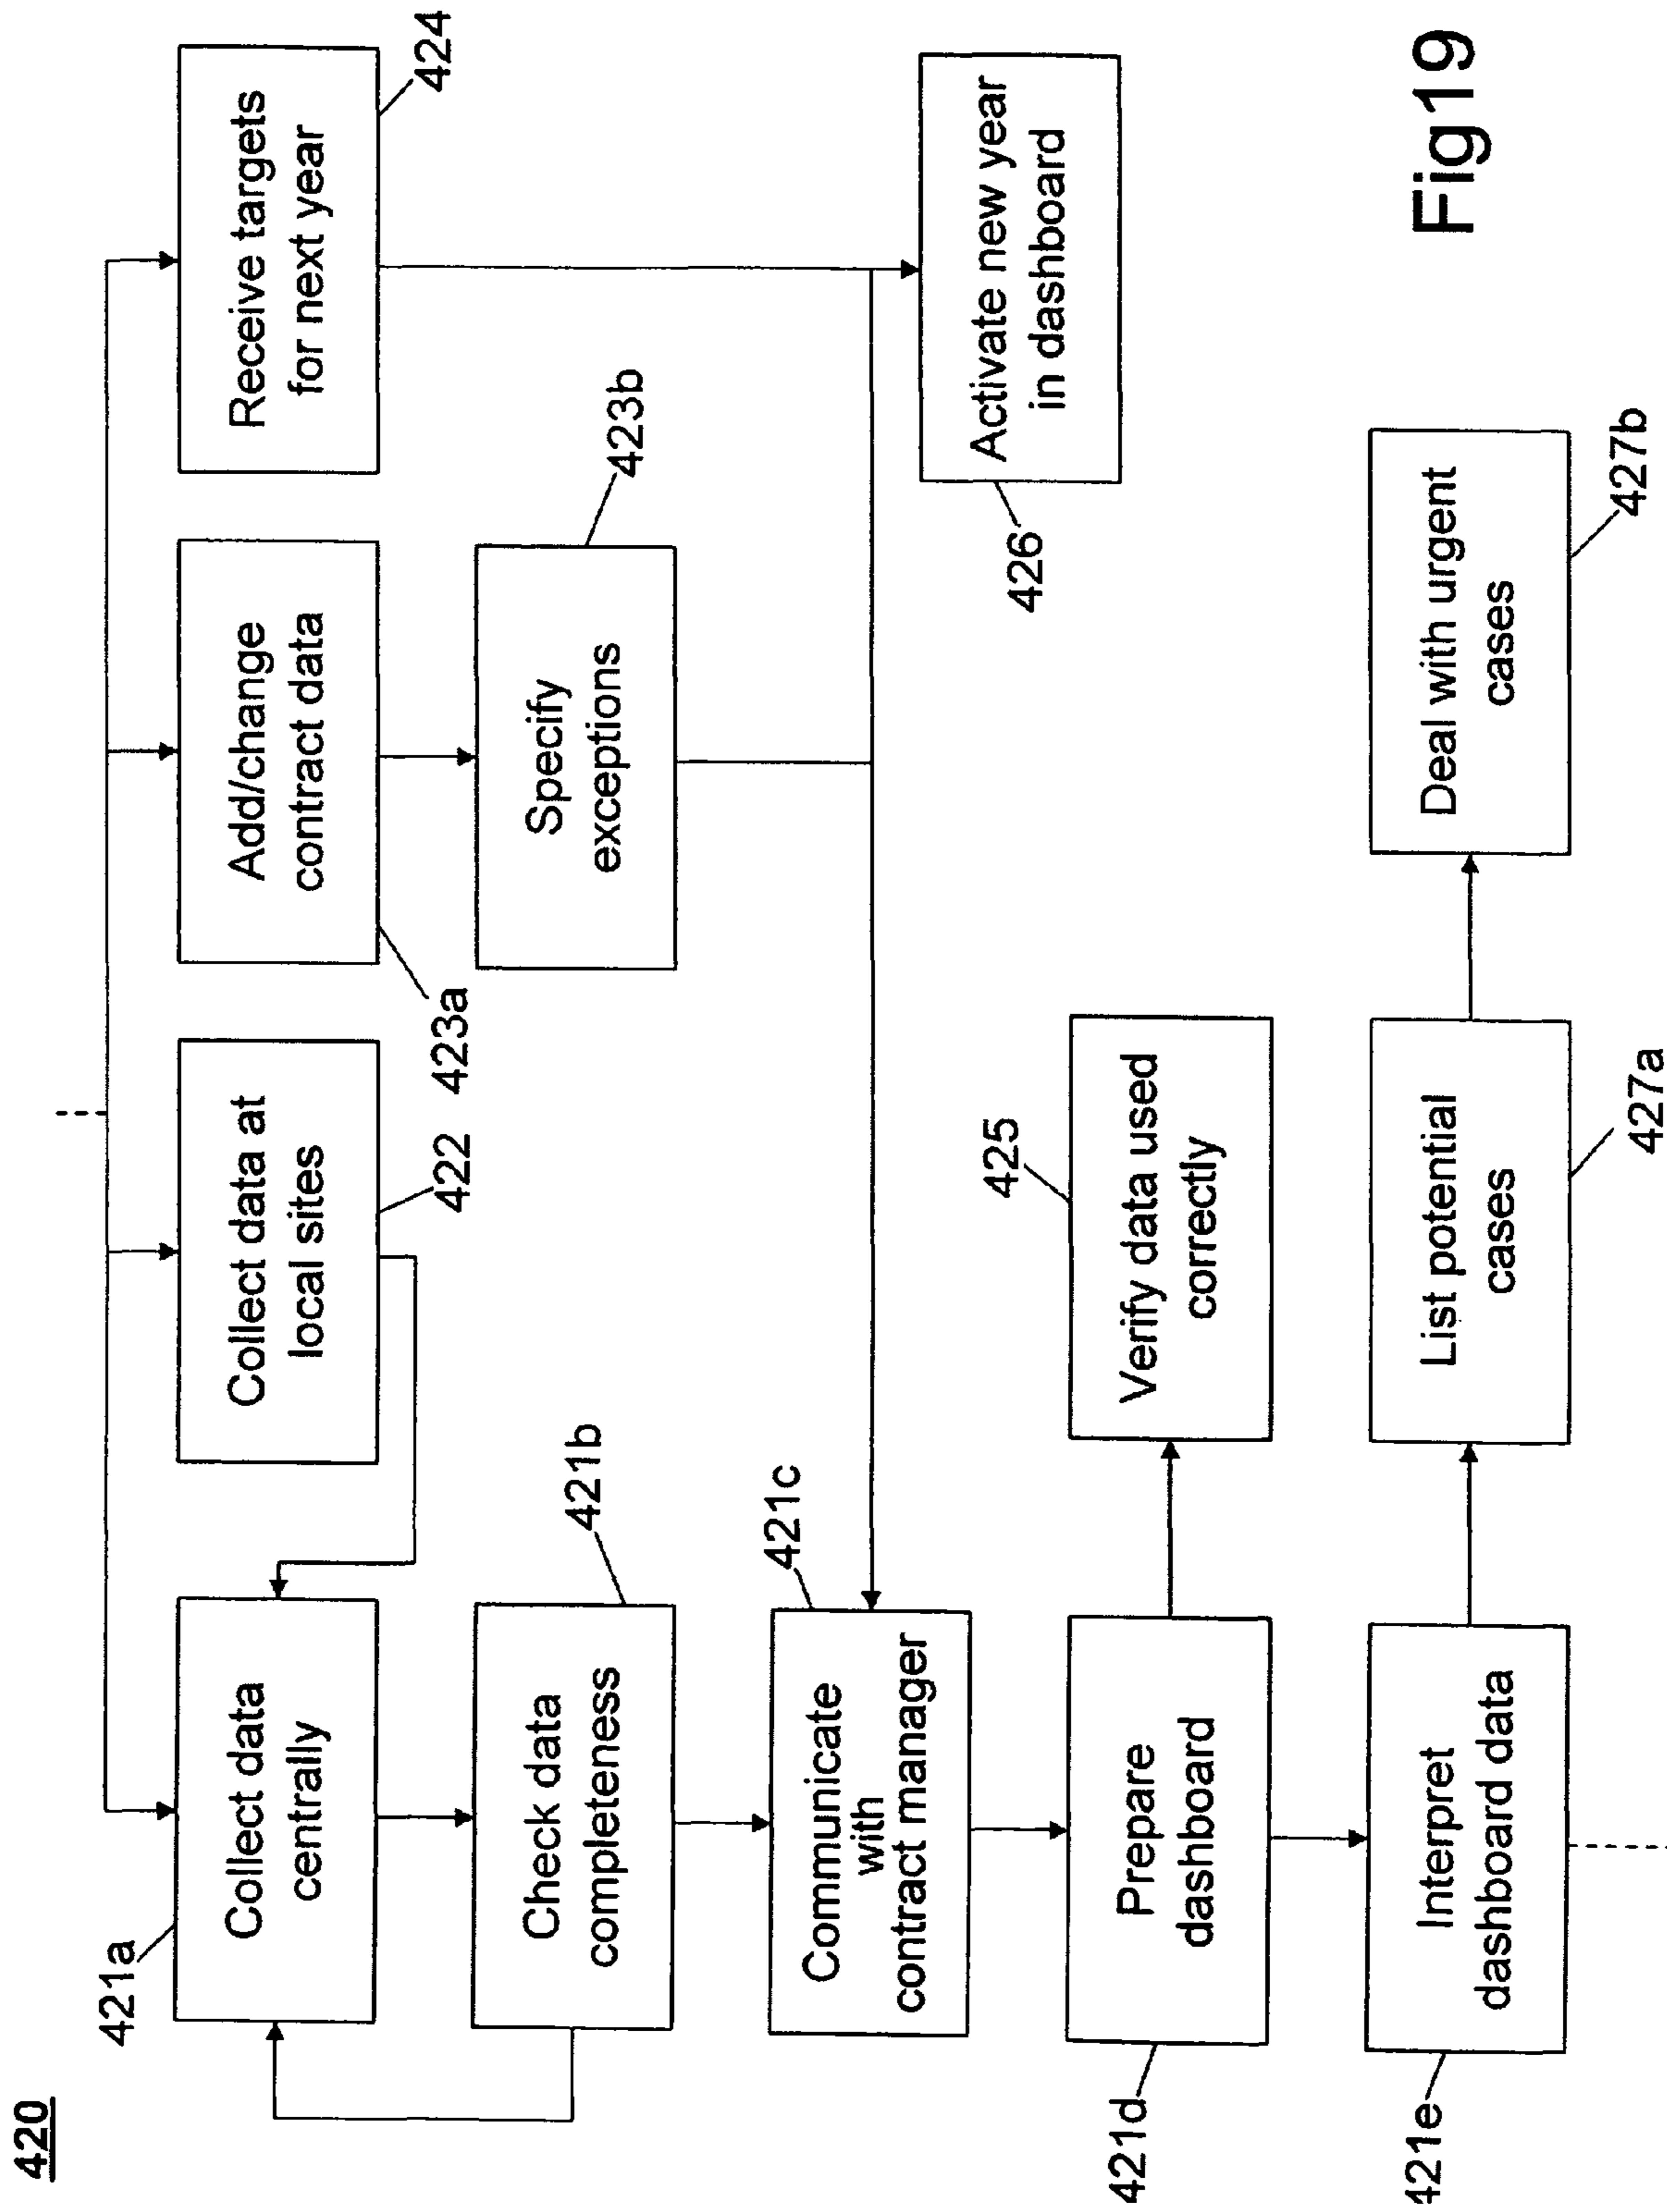 420
421a
Collect data
centrally
Collect data at
local sites
422
Add/change
contract data
423a
Receive targets
for next year
424
Check data
completeness
421b
Specify
exceptions
423b
Communicate
with
contract manager
421c
Activate new year
in dashboard
426
Prepare
dashboard
421d
Verify data used
correctly
425
Interpret
dashboard data
421e
List potential
cases
427a
Deal with urgent
cases
427b
Fig19